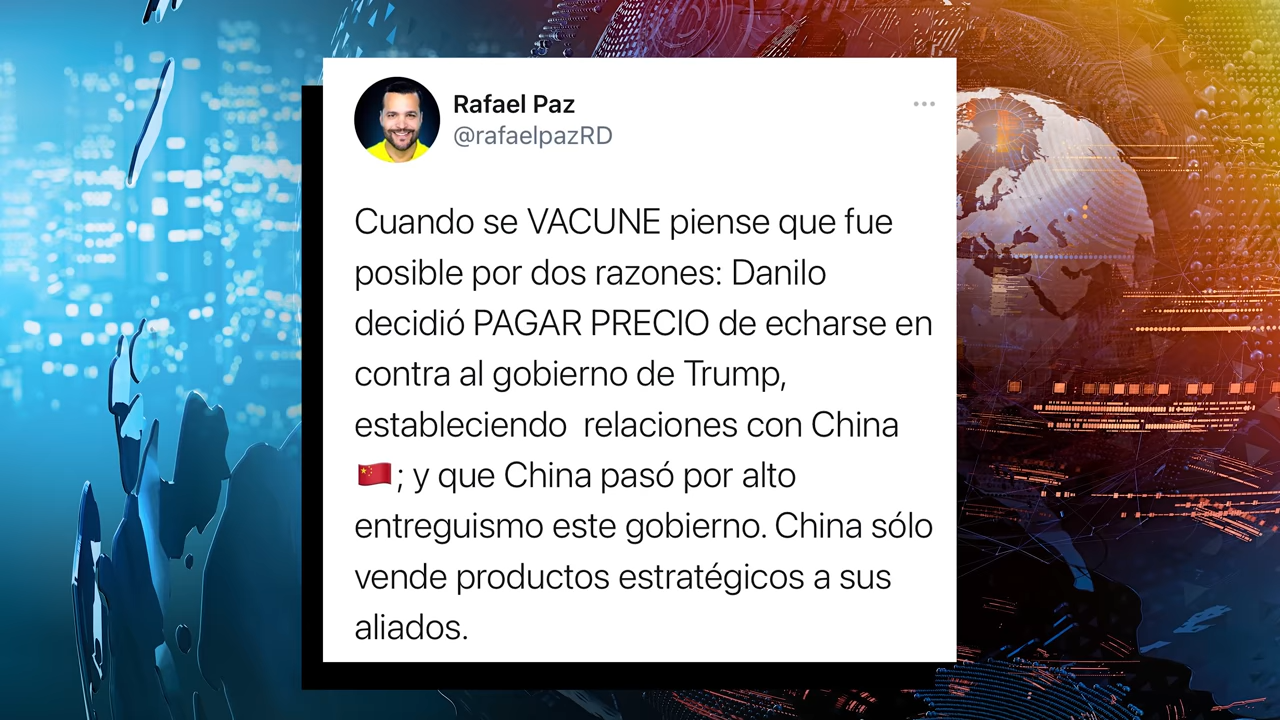 Rafael Paz
@rafaelpazRD
Cuando se VACUNE piense que fue
posible por dos razones: Danilo
decidió PAGAR PRECIO de echarse en
contra al gobierno de Trump,
estableciendo  relaciones con China
🇨🇳; y que China pasó por alto
entreguismo este gobierno. China sólo
vende productos estratégicos a sus
aliados.